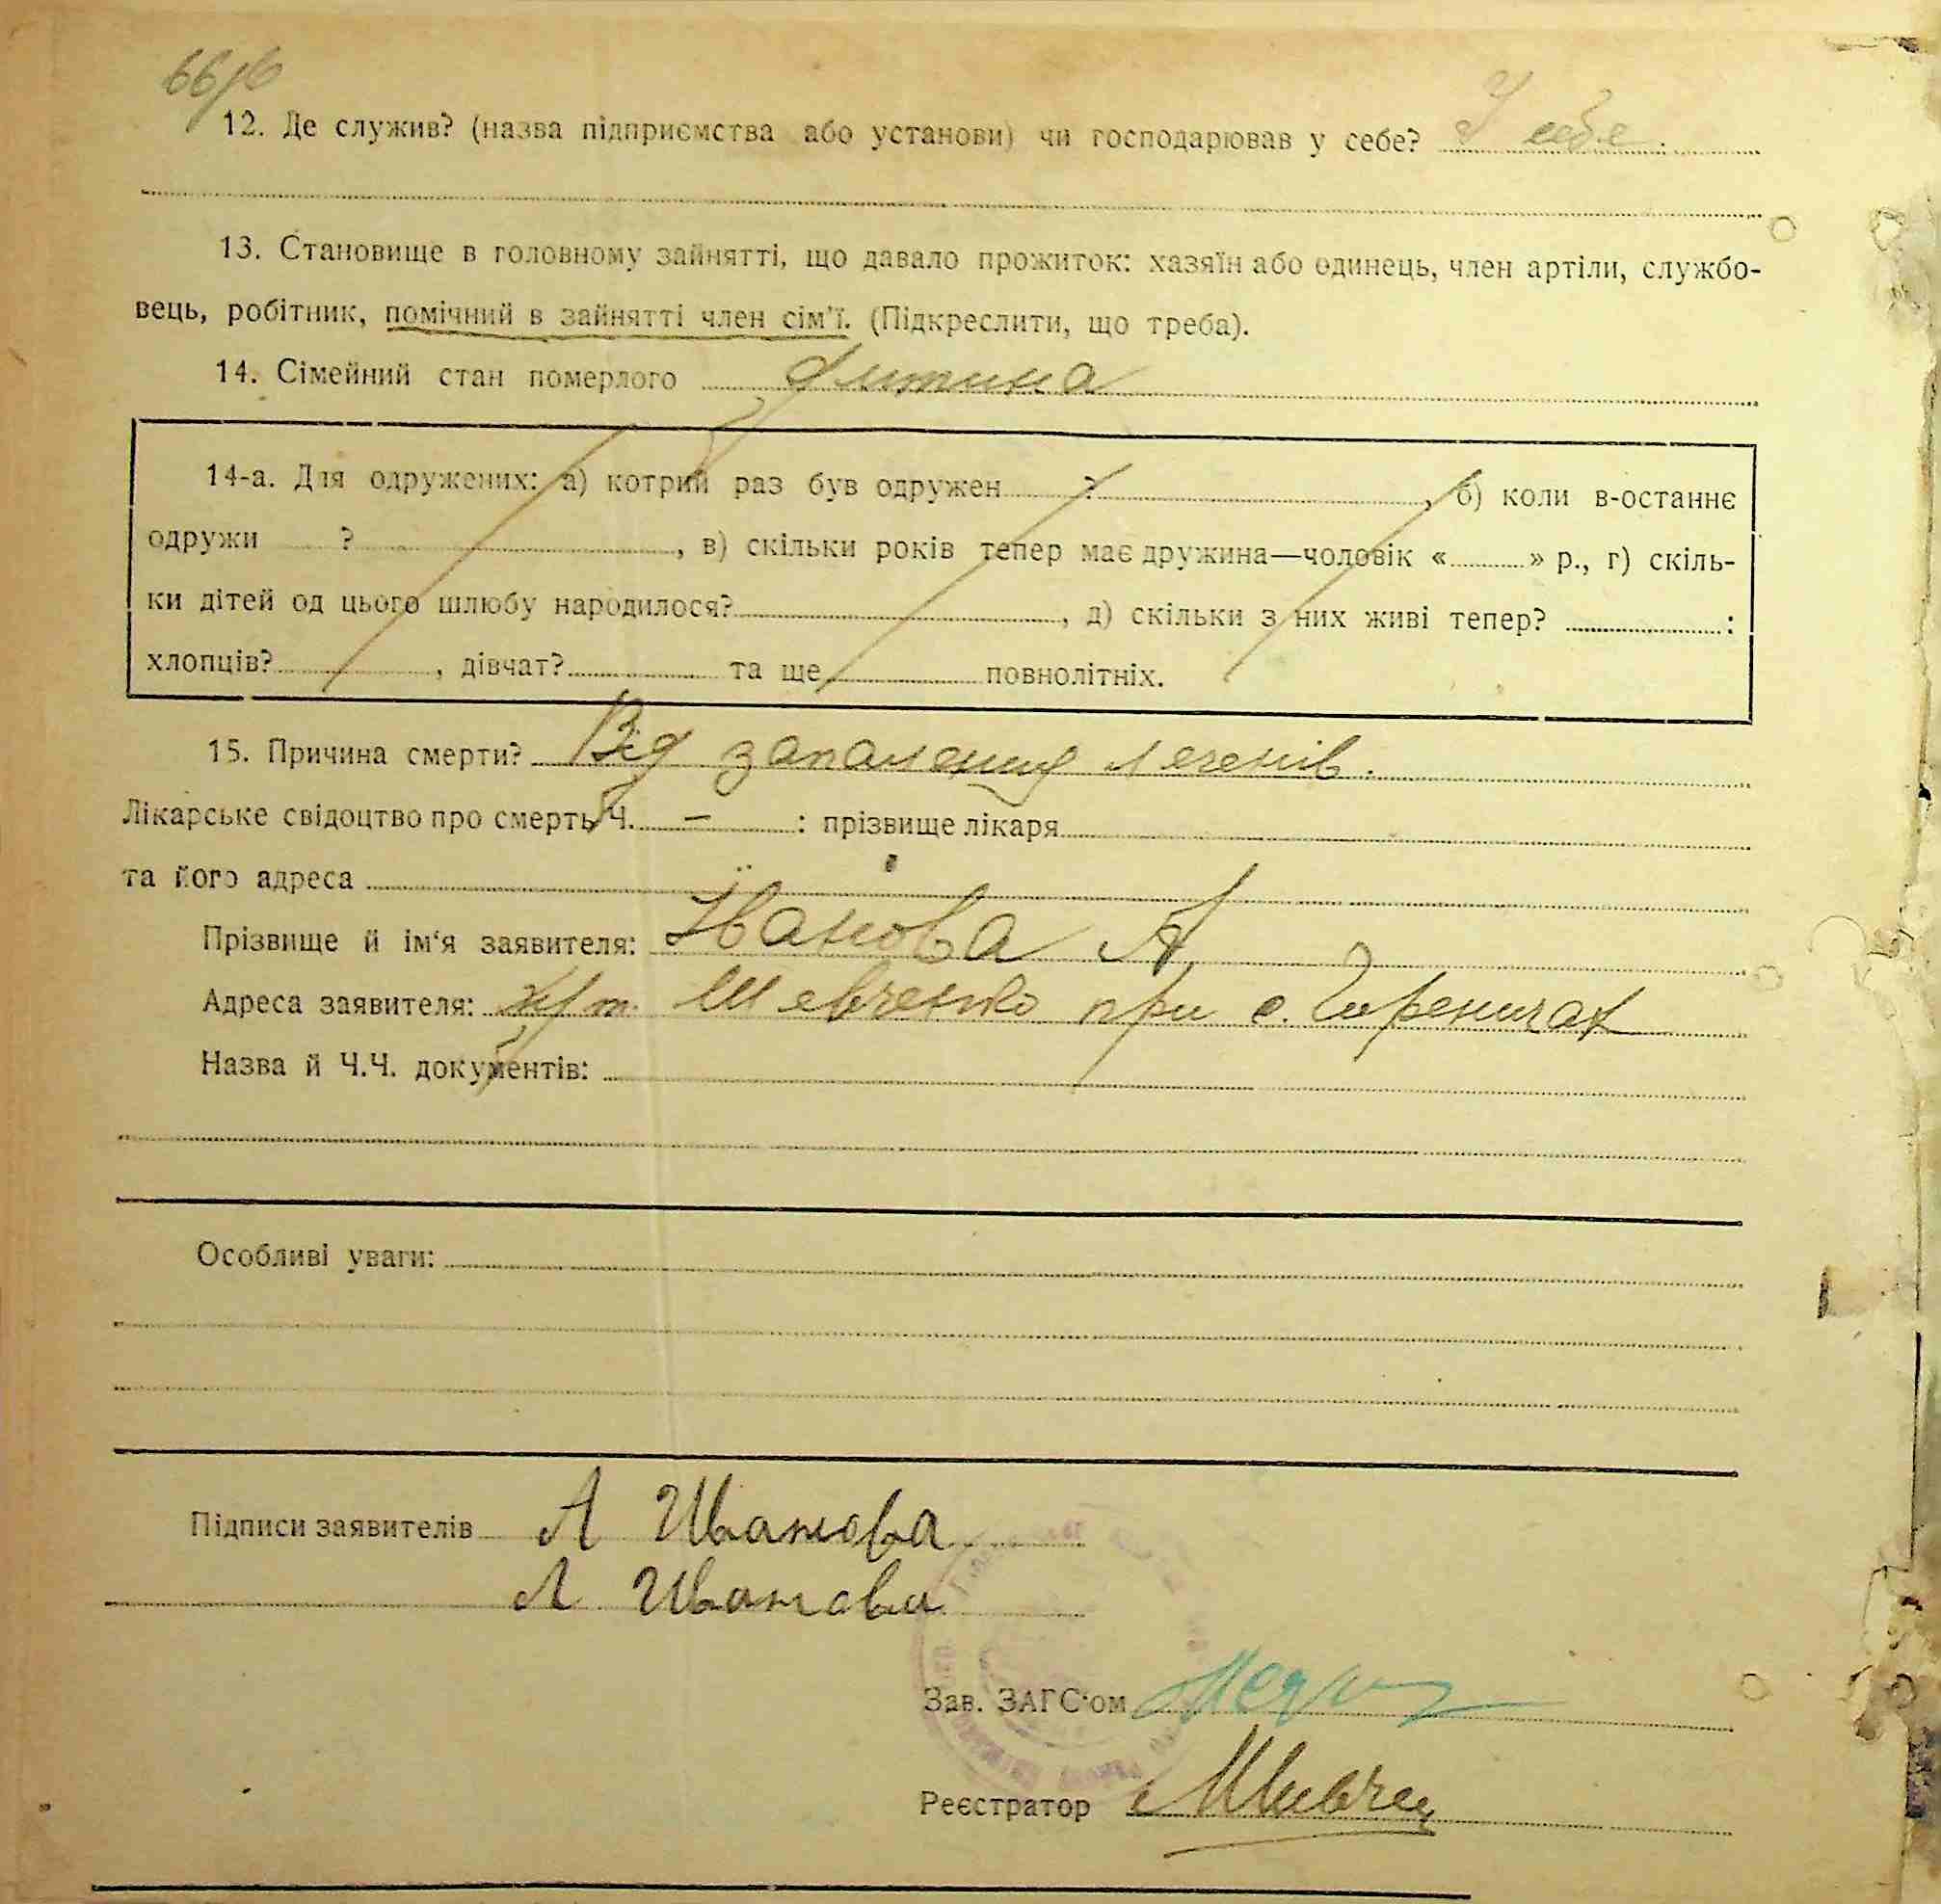 66/б
12. Де служив? (назва підприємства або установи) чи господарював у себе? У себе.
13. Становище в головному зайнятті, що давало прожиток: хазяїн або одинець, член артіли, службо-
вець, робітник, помічний в зайнятті член сім'ї. (Підкреслити, що треба).
14. Сімейний стан померлого дитина
14-а. Для одружених: а) котрий раз був одружен ?, б) коли в-останнє
одружи ?, в) скільки років тепер має дружина—чоловік « » р., г) скіль-
ки дітей од цього шлюбу народилося?, д) скільки з них живі тепер? :
хлопців?, дівчат? та ще повнолітніх.
15. Причина смерти? Від запалення легенів.
Лікарське свідоцтво про смерть Ч. – : прізвище лікаря
та його адреса
Прізвище й ім'я заявителя: Іванова А
Адреса заявителя: хут. Шевченко при с. Гореничах
Назва й Ч.Ч. документів:
Особливі уваги:
Підписи заявителів А Иванова
А Иванова
Зав. ЗАГС'ом
Реєстратор